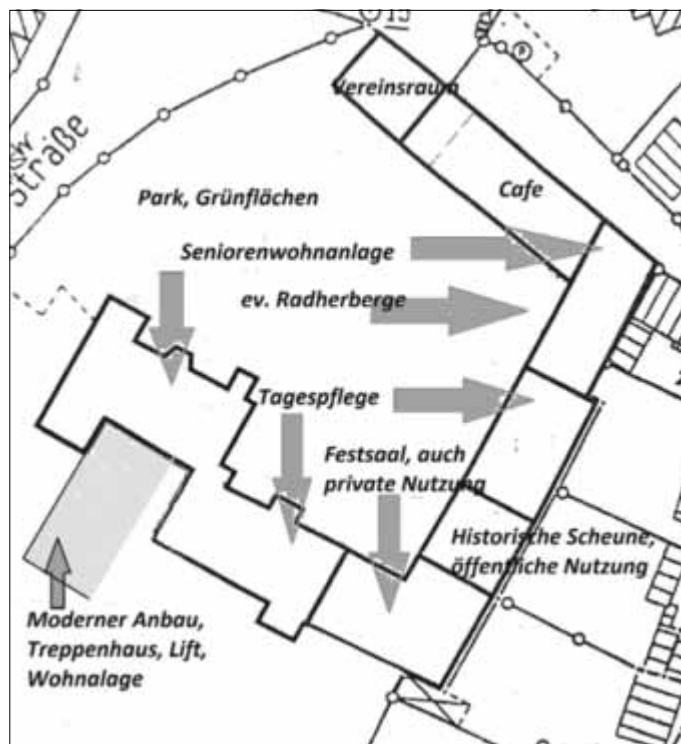 15
P
Vereinsraum
Straße
Cafe
Park, Grünflächen
Seniorenwohnanlage
ev. Radherberge
Tagespflege
Festsaal, auch
private Nutzung
Historische Scheune,
öffentliche Nutzung
Moderner Anbau,
Treppenhaus, Lift,
Wohnalage